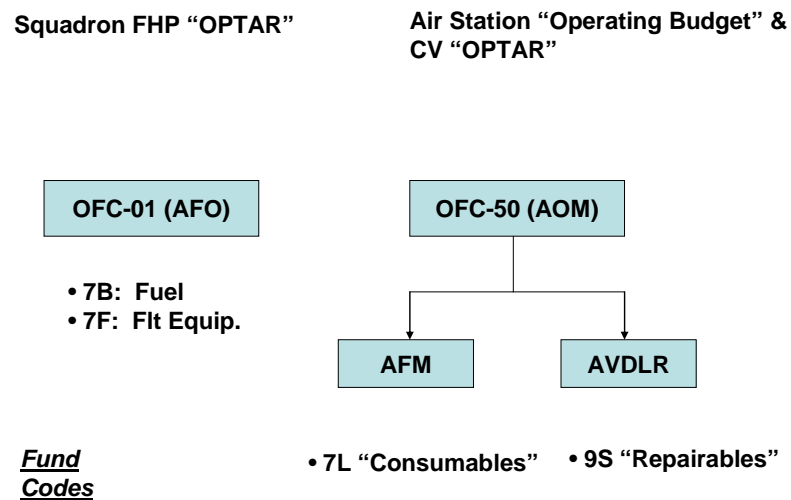 Squadron FHP “OPTAR”
Air Station “Operating Budget” &
CV “OPTAR”
OFC-01 (AFO)
OFC-50 (AOM)
• 7B: Fuel
• 7F: Flt Equip.
AFM
AVDLR
Fund
Codes
• 7L “Consumables”
• 9S “Repairables”